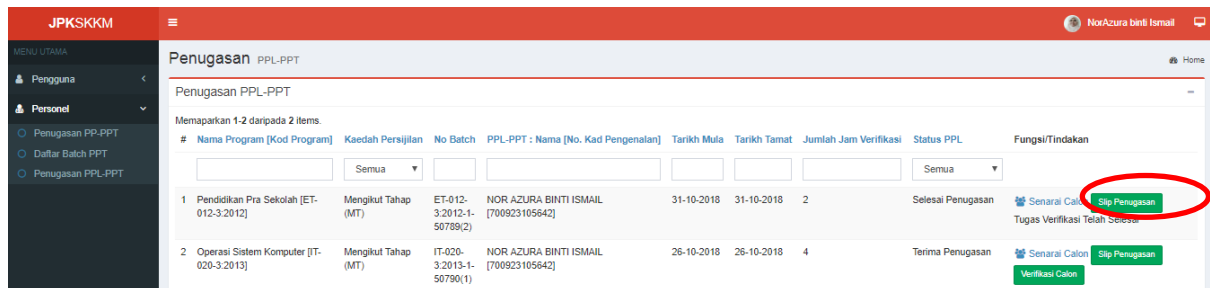 JPKSKKM
NorAzura binti Ismail
MENU UTAMA
Pengguna
Personel
Penugasan PP-PPT
Daftar Batch PPT
Penugasan PPL-PPT
Penugasan PPL-PPT
Home
Penugasan PPL-PPT
Memaparkan 1-2 daripada 2 items.
# Nama Program [Kod Program] Kaedah Persijilan No Batch PPL-PPT : Nama [No. Kad Pengenalan] Tarikh Mula Tarikh Tamat Jumlah Jam Verifikasi Status PPL Fungsi/Tindakan
Semua Semua
1 Pendidikan Pra Sekolah [ET- Mengikut Tahap ET-012- NOR AZURA BINTI ISMAIL 31-10-2018 31-10-2018 2 Selesai Penugasan Senarai Calon Slip Penugasan
012-3:2012] (MT) 3:2012-1- [700923105642] Tugas Verifikasi Telah Selesai
50789(2)
2 Operasi Sistem Komputer [IT- Mengikut Tahap IT-020- NOR AZURA BINTI ISMAIL 26-10-2018 26-10-2018 4 Terima Penugasan Senarai Calon Slip Penugasan
020-3:2013] (MT) 3:2013-1- [700923105642] Verifikasi Calon
50790(1)